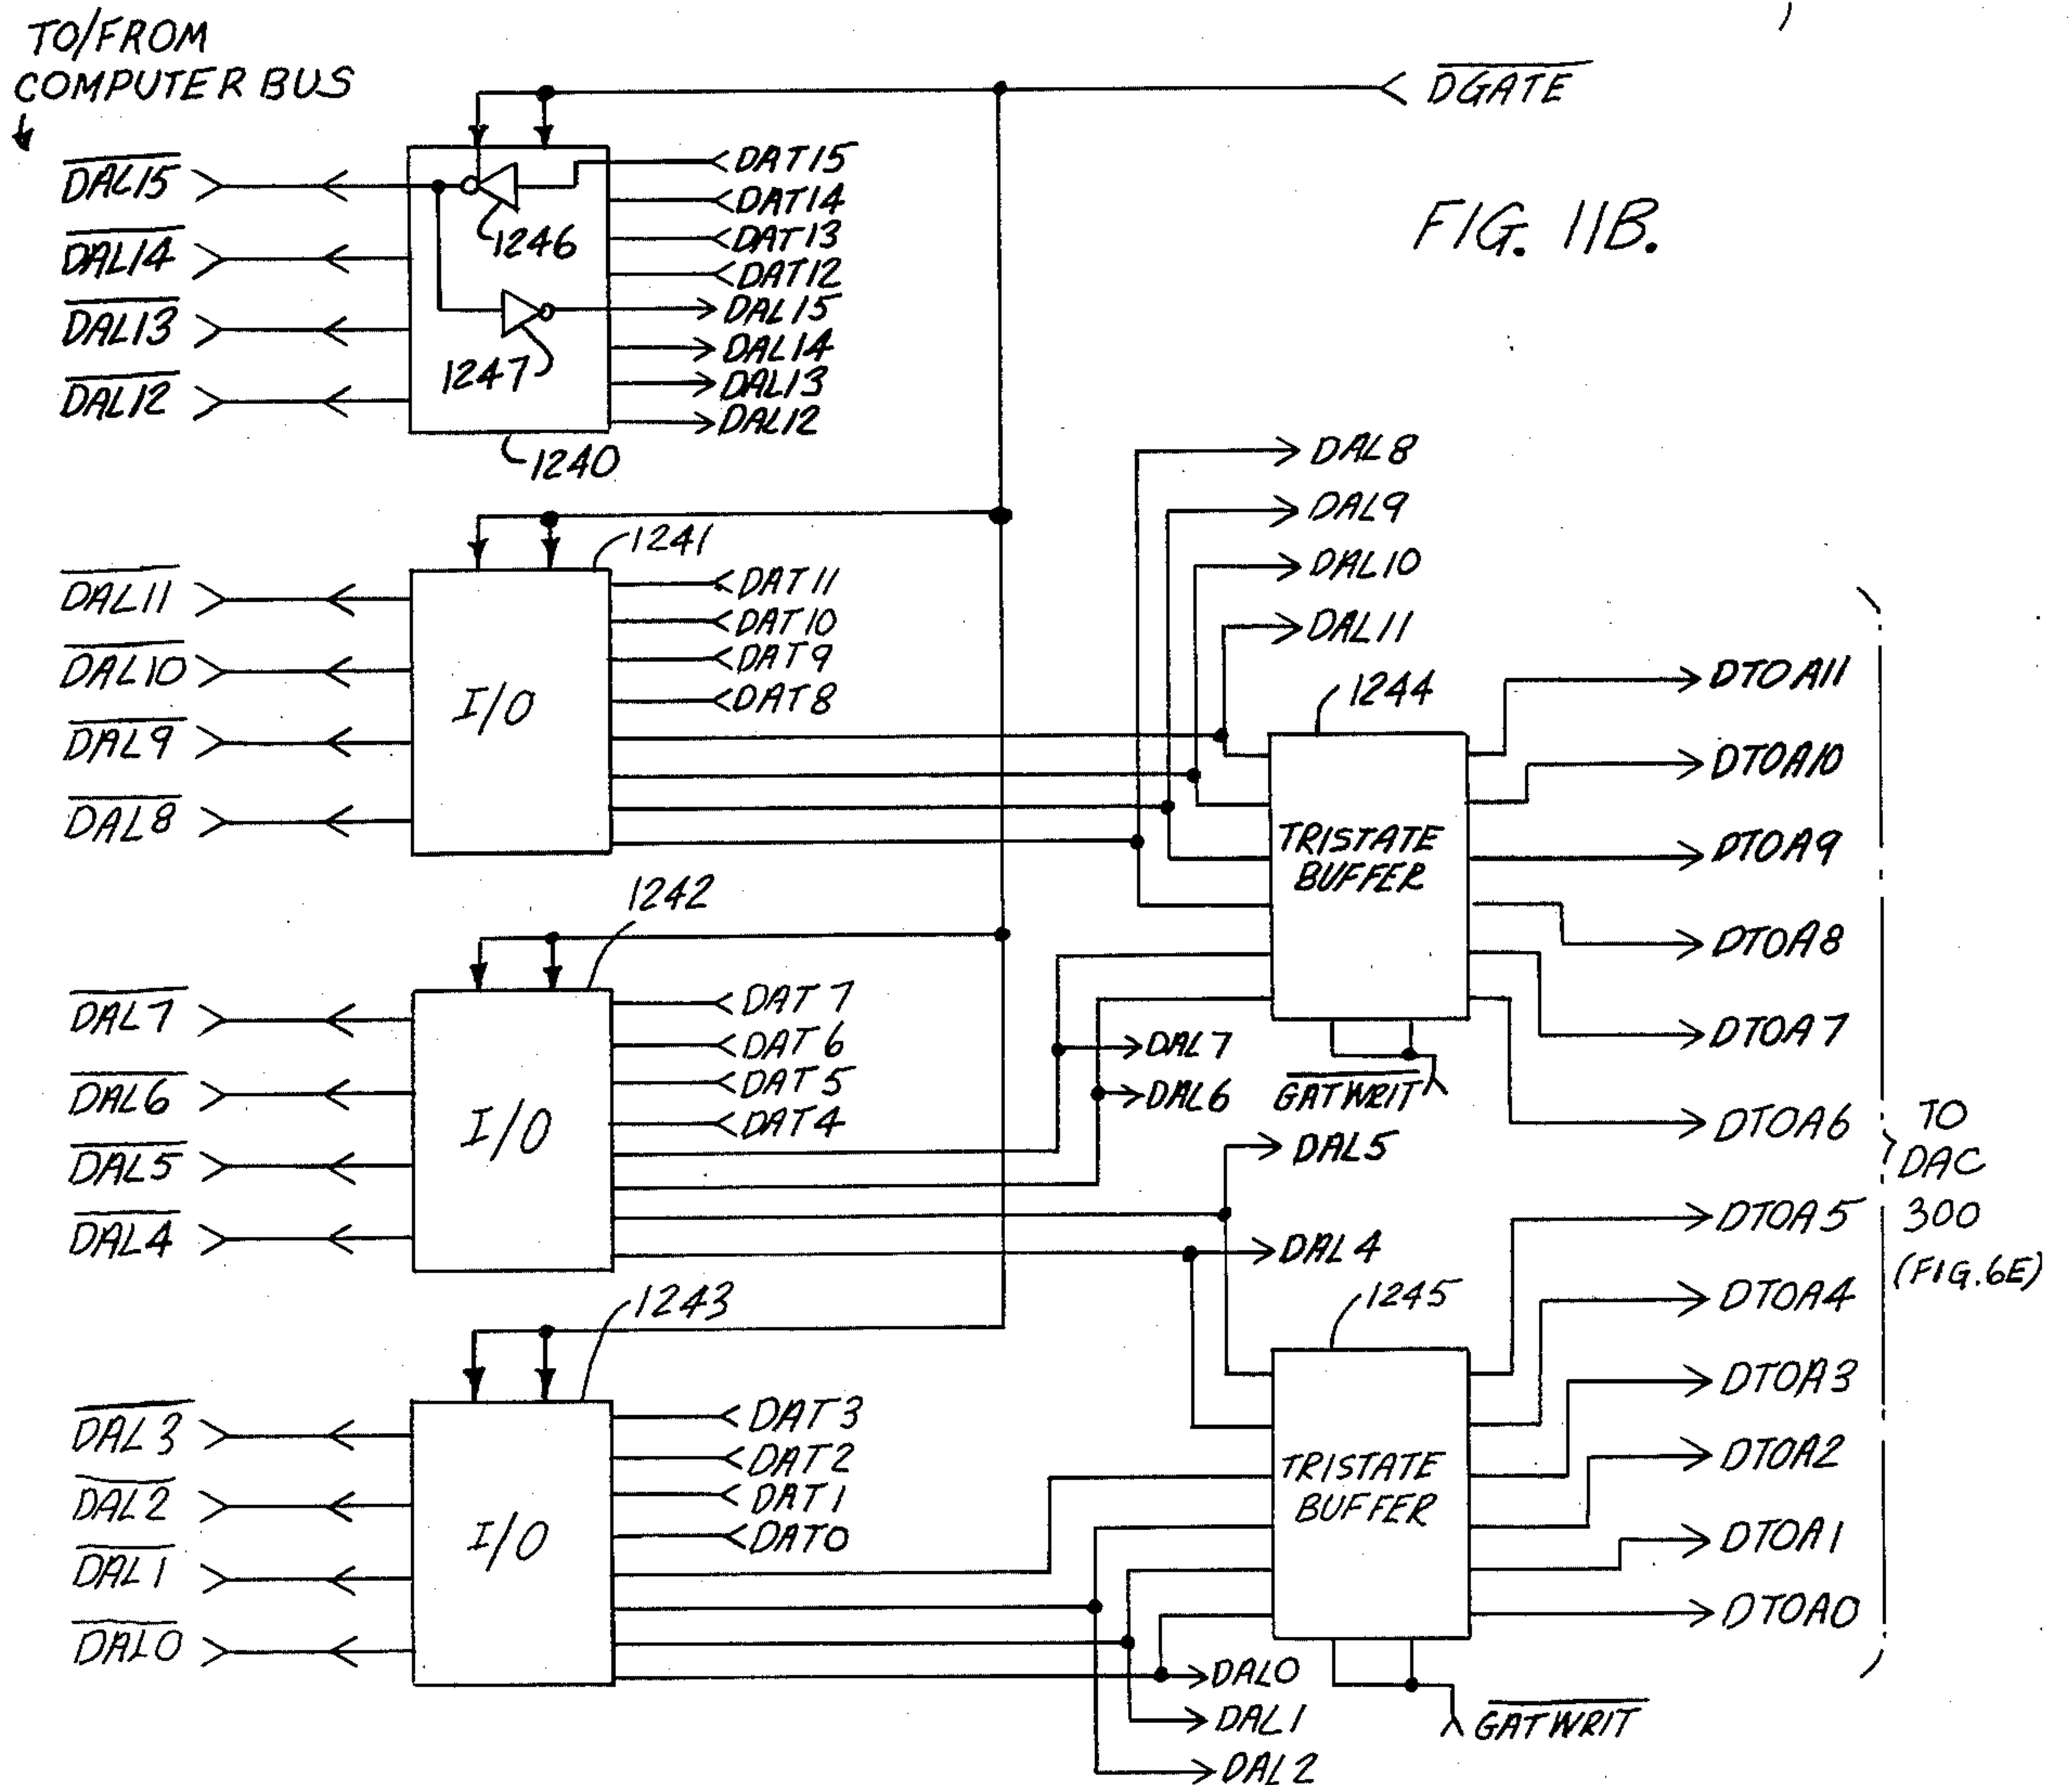 TO/FROM
COMPUTER BUS
DGATE
FIG. 11B.
DAL15
DAL14
DAL13
DAL12
DAT15
DAT14
DAT13
DAT12
DAL15
DAL14
DAL13
DAL12
1246
1247
1240
DAL8
DAL9
DAL10
DAL11
1241
DAL11
DAL10
DAL9
DAL8
I/O
DAT11
DAT10
DAT9
DAT8
1244
TRISTATE
BUFFER
GATWRIT
DTOA11
DTOA10
DTOA9
DTOA8
DTOA7
DTOA6
1242
DAL7
DAL6
DAL5
DAL4
I/O
DAT7
DAT6
DAT5
DAT4
DAL7
DAL6
DAL5
DAL4
1243
DAL3
DAL2
DAL1
DAL0
I/O
DAT3
DAT2
DAT1
DAT0
1245
TRISTATE
BUFFER
GATWRIT
DTOA5
DTOA4
DTOA3
DTOA2
DTOA1
DTOA0
DAL0
DAL1
DAL2
TO
DAC
300
(FIG.6E)